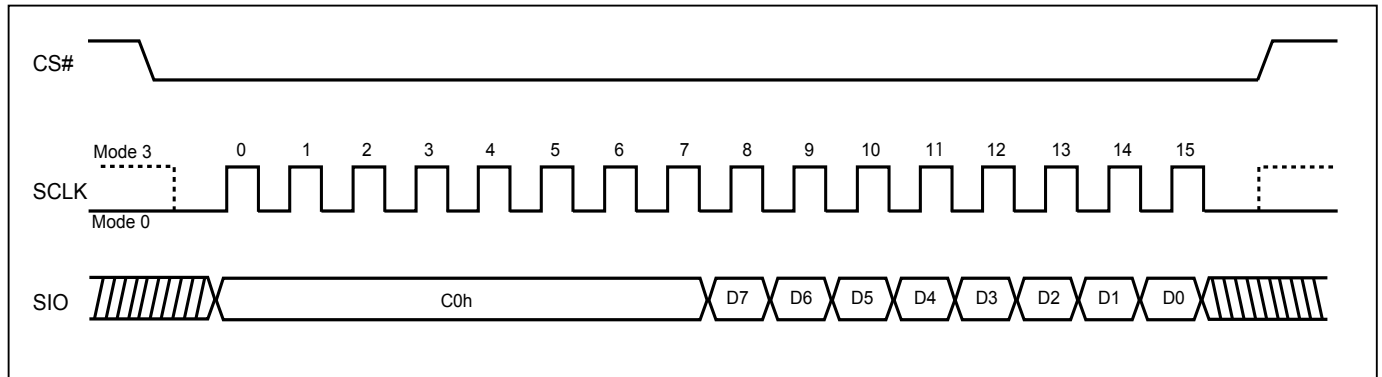 CS#
Mode 3
0 1 2 3 4 5 6 7 8 9 10 11 12 13 14 15
SCLK
Mode 0
SIO
C0h D7 D6 D5 D4 D3 D2 D1 D0